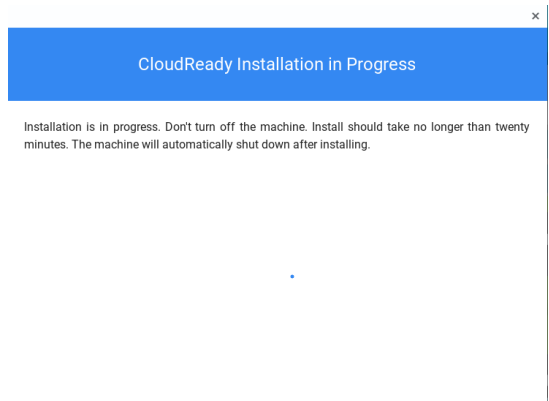 CloudReady Installation in Progress
Installation is in progress. Don't turn off the machine. Install should take no longer than twenty
minutes. The machine will automatically shut down after installing.